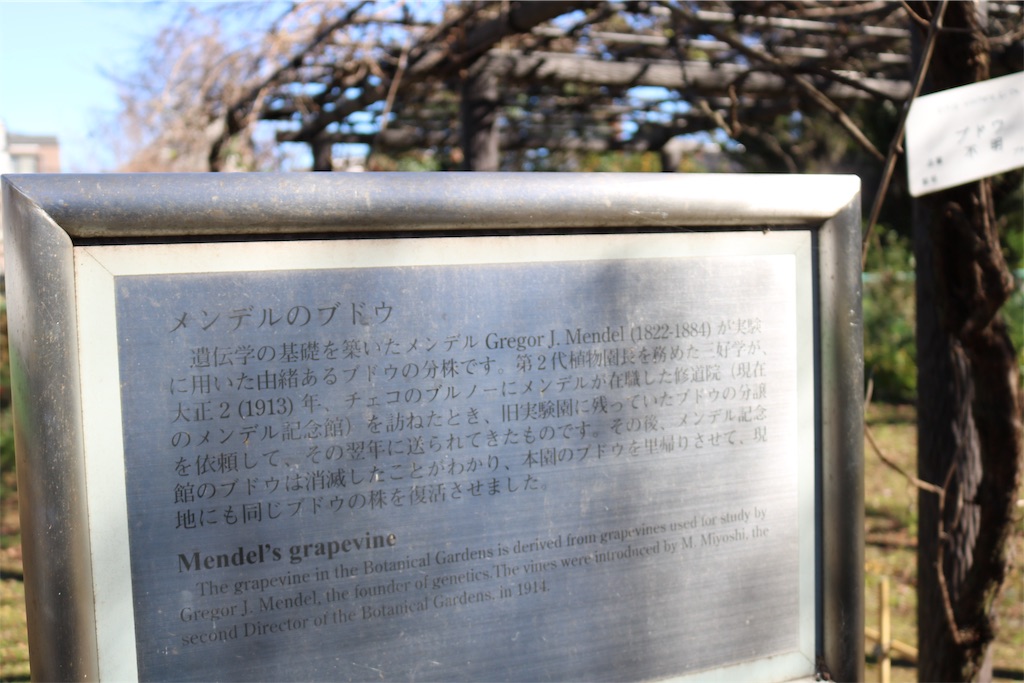 メンデルのブドウ
遺伝学の基礎を築いたメンデル Gregor J. Mendel (1822-1884) が実験
に用いた由緒あるブドウの分株です。第2代植物園長を務めた三好学が、
大正 2 (1913) 年、チェコのブルノーにメンデルが在職した修道院（現在
のメンデル記念館）を訪ねたとき、旧実験園に残っていたブドウの分譲
を依頼して、その翌年に送られてきたものです。その後、メンデル記念
館のブドウは消滅したことがわかり、本園のブドウを里帰りさせて、現
地にも同じブドウの株を復活させました。
Mendel's grapevine
The grapevine in the Botanical Gardens is derived from grapevines used for study by
Gregor J. Mendel, the founder of genetics.The vines were introduced by M. Miyoshi, the
second Director of the Botanical Gardens, in 1914.
ブドウ
不明